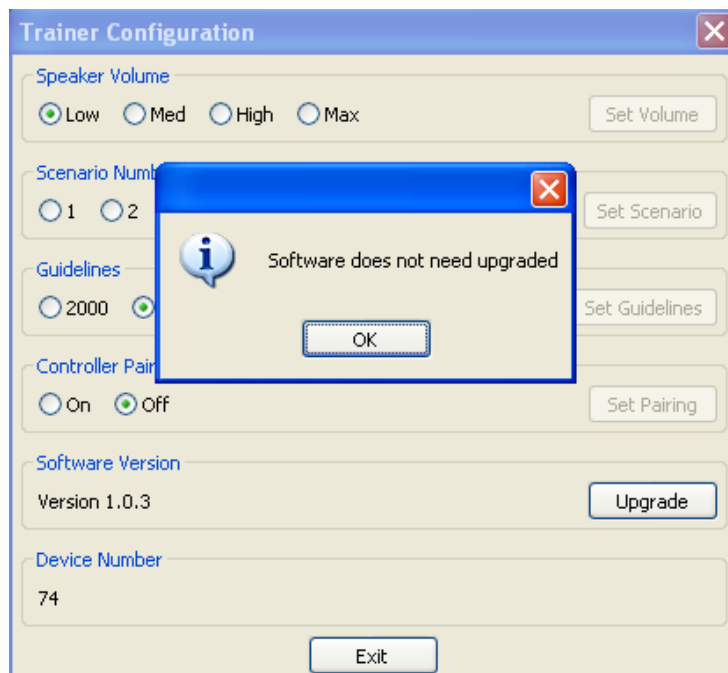 Trainer Configuration
Speaker Volume
Low Med High Max Set Volume
Scenario Numb
1 2 Set Scenario
Software does not need upgraded
OK
Guidelines
2000 Set Guidelines
Controller Pair
On Off Set Pairing
Software Version
Version 1.0.3 Upgrade
Device Number
74
Exit